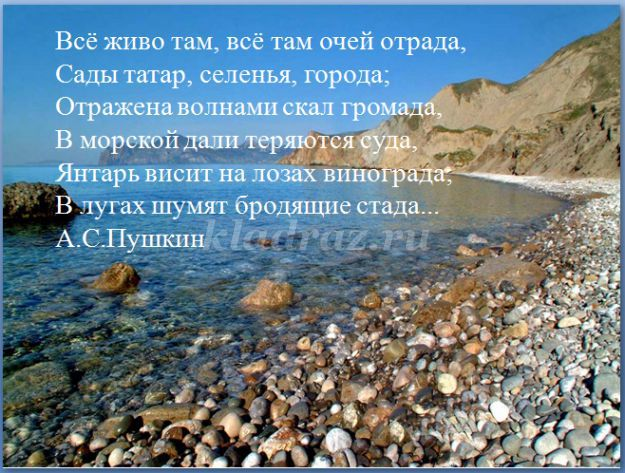 Всё живо там, всё там очей отрада,
Сады татар, селенья, города;
Отражена волнами скал громада,
В морской дали теряются суда,
Янтарь висит на лозах винограда;
В лугах шумят бродящие стада...
А.С.Пушкин
kladraz.ru